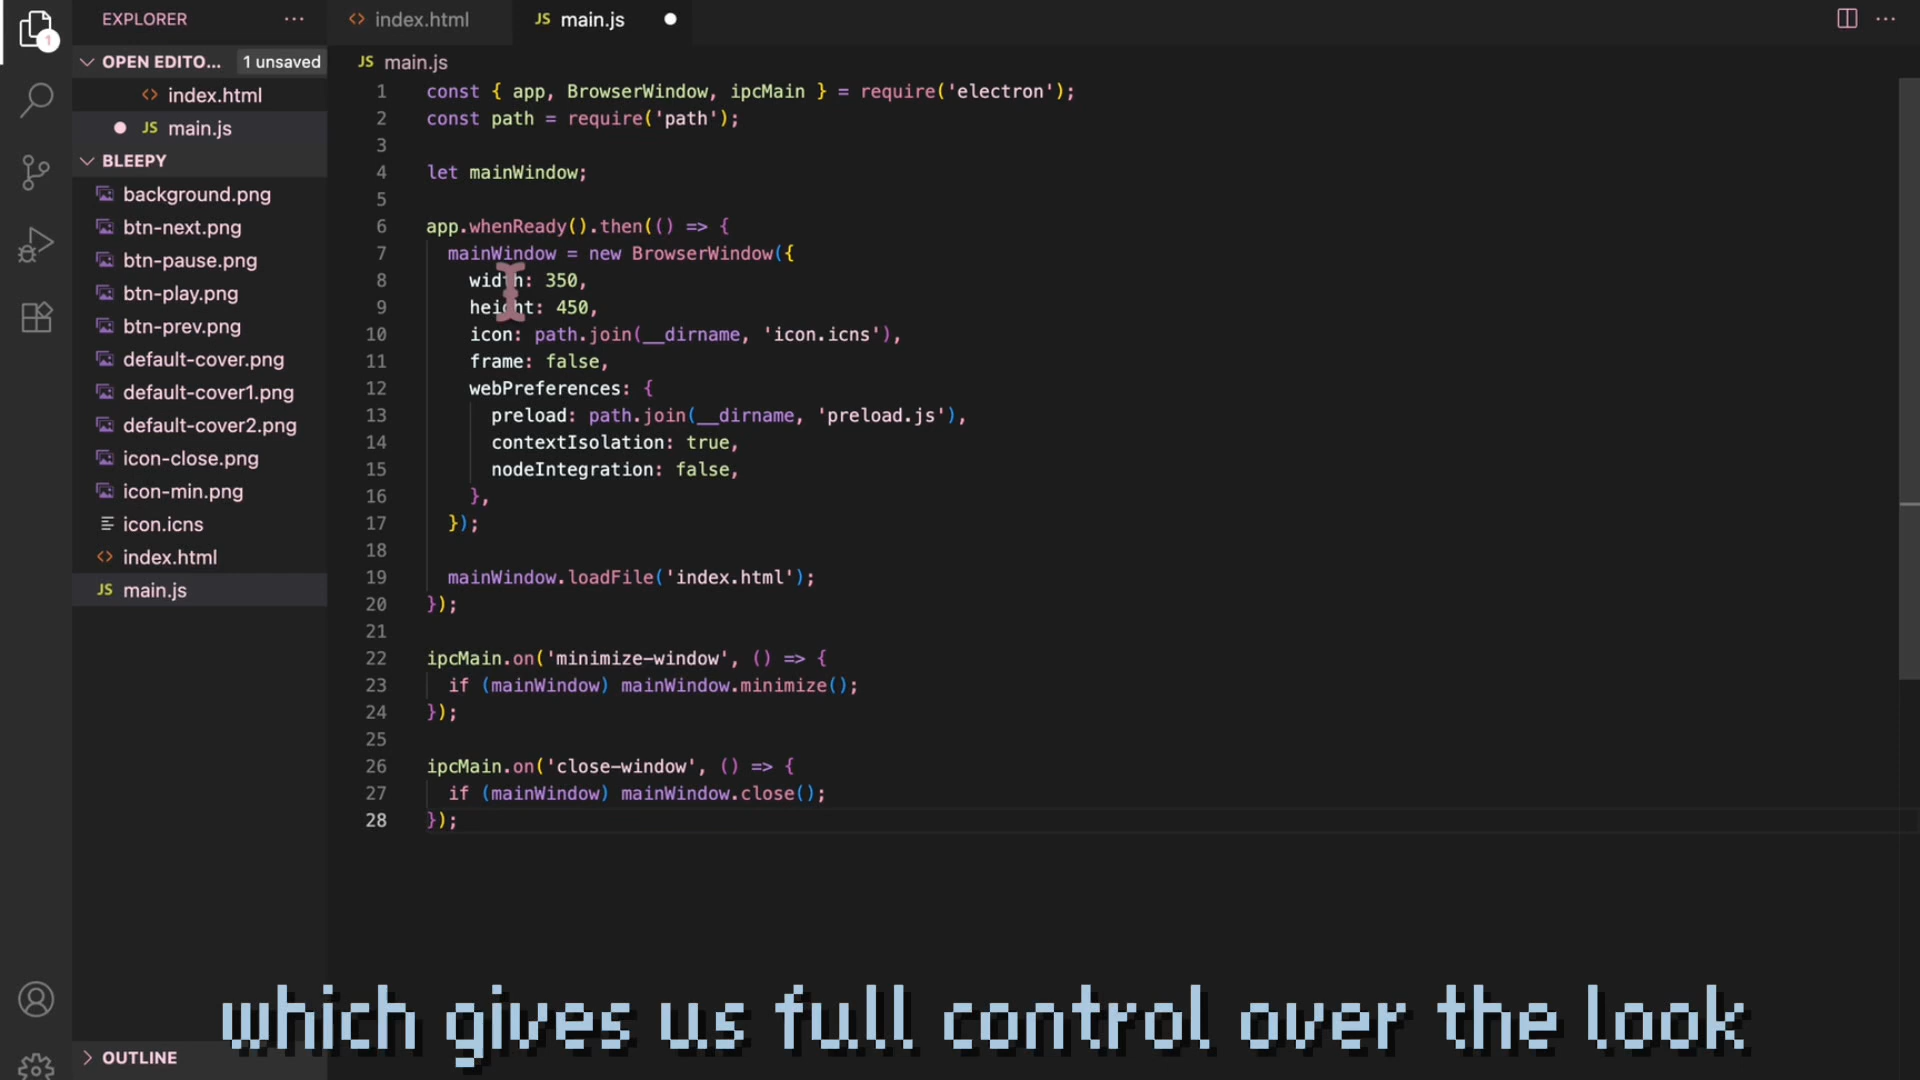 EXPLORER
OPEN EDITO...
1 unsaved
index.html
main.js
BLEEPY
background.png
btn-next.png
btn-pause.png
btn-play.png
btn-prev.png
default-cover.png
default-cover1.png
default-cover2.png
icon-close.png
icon-min.png
icon.icns
index.html
main.js
OUTLINE
1
index.html
main.js
main.js
1 const { app, BrowserWindow, ipcMain } = require('electron');
2 const path = require('path');
3
4 let mainWindow;
5
6 app.whenReady().then(() => {
7 mainWindow = new BrowserWindow({
8 width: 350,
9 height: 450,
10 icon: path.join(__dirname, 'icon.icns'),
11 frame: false,
12 webPreferences: {
13 preload: path.join(__dirname, 'preload.js'),
14 contextIsolation: true,
15 nodeIntegration: false,
16 },
17 });
18
19 mainWindow.loadFile('index.html');
20 });
21
22 ipcMain.on('minimize-window', () => {
23 if (mainWindow) mainWindow.minimize();
24 });
25
26 ipcMain.on('close-window', () => {
27 if (mainWindow) mainWindow.close();
28 });
which gives us full control over the look